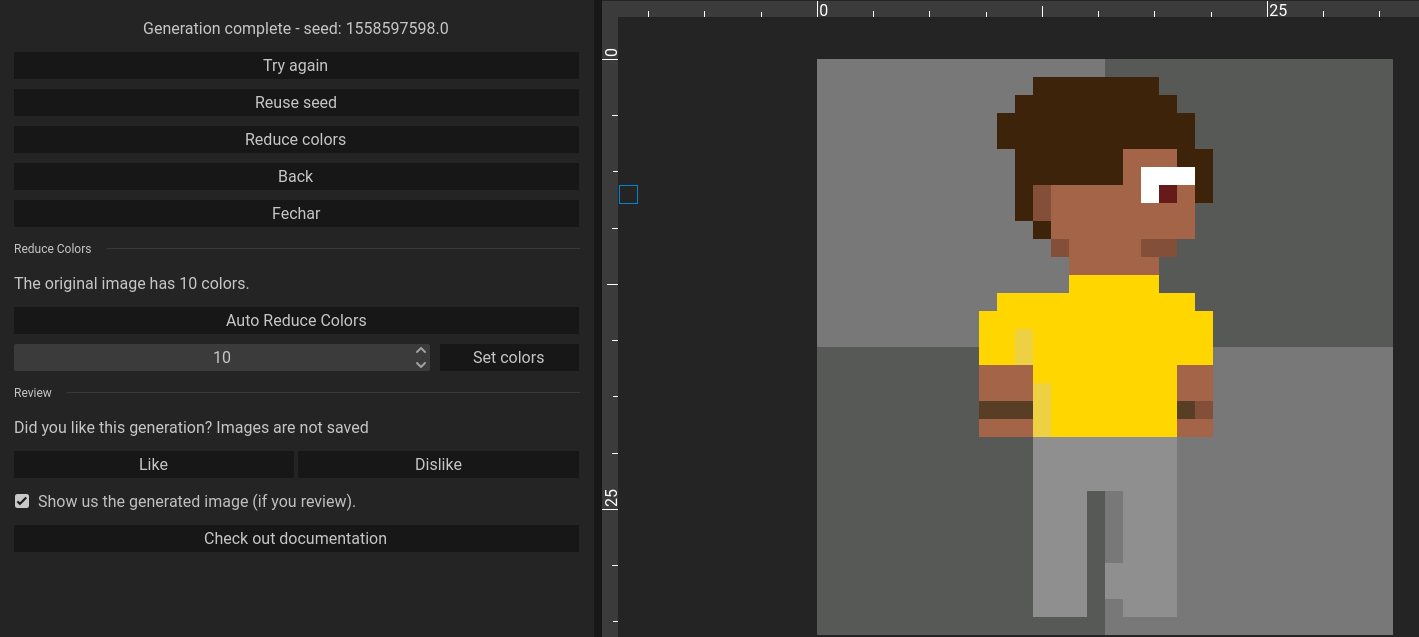 Generation complete - seed: 1558597598.0
Try again
Reuse seed
Reduce colors
Back
Fechar
Reduce Colors
The original image has 10 colors.
Auto Reduce Colors
10
Set colors
Review
Did you like this generation? Images are not saved
Like
Dislike
Show us the generated image (if you review).
Check out documentation
0
25
0
25